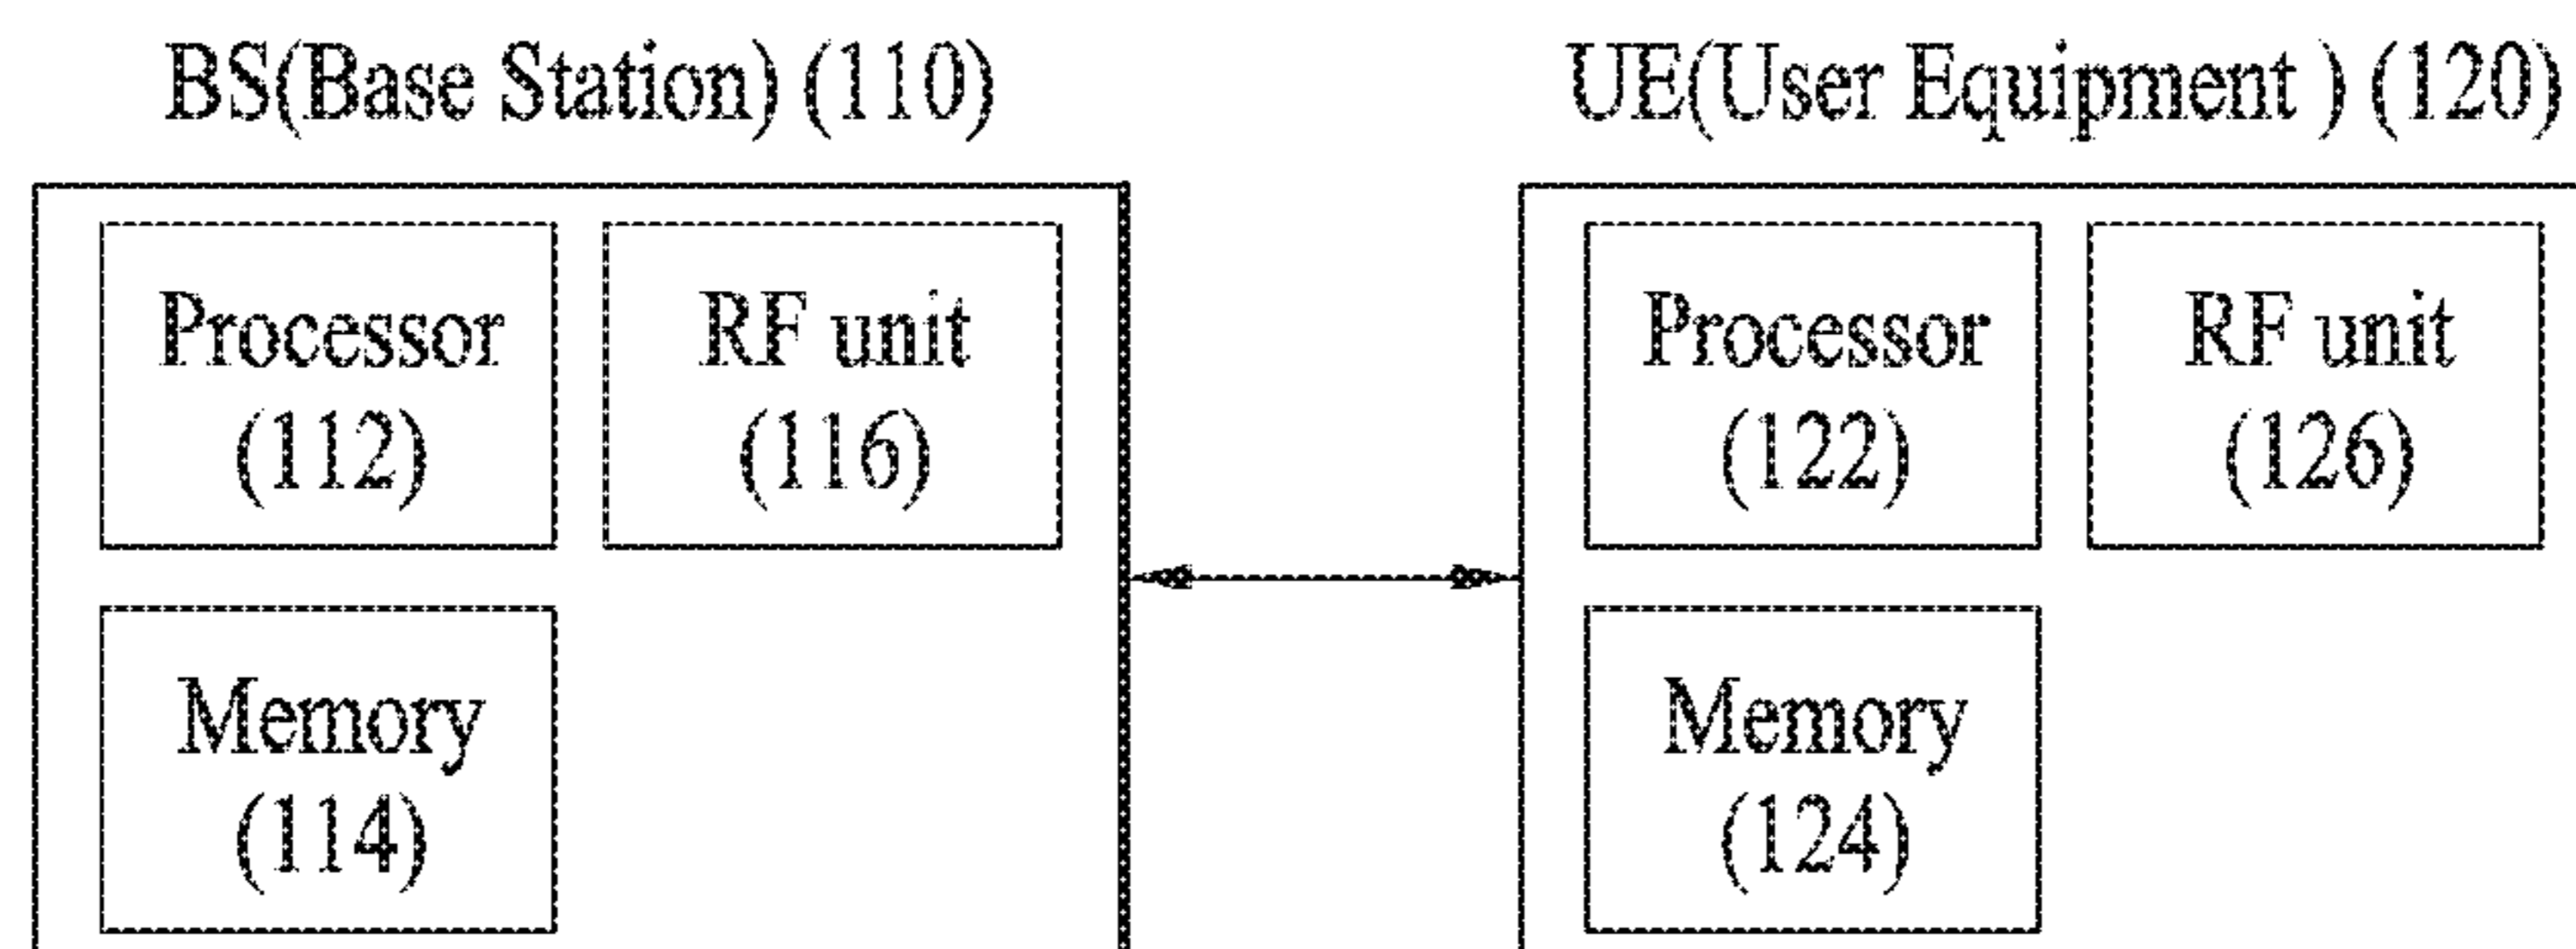 BS(Base Station) (110)
UE(User Equipment ) (120)
Processor
(112)
RF unit
(116)
Memory
(114)
Processor
(122)
RF unit
(126)
Memory
(124)